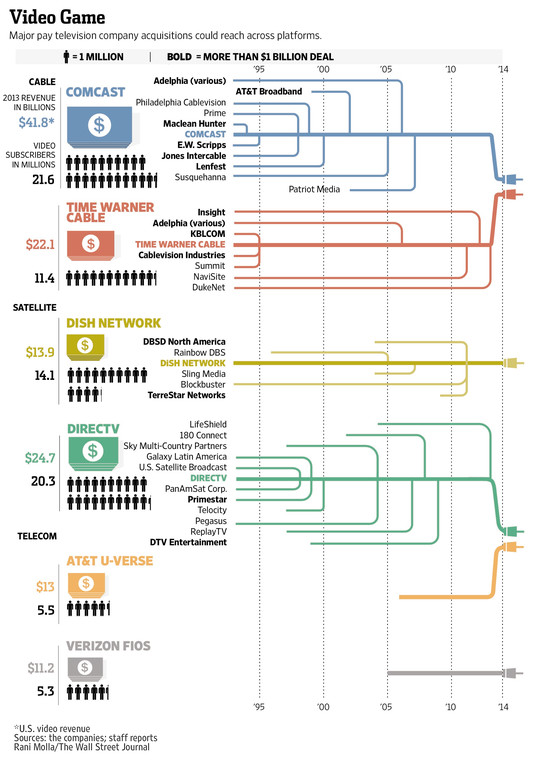 Video Game
Major pay television company acquisitions could reach across platforms.
= 1 MILLION | BOLD = MORE THAN $1 BILLION DEAL
'95 '00 '05 '10 '14
CABLE
COMCAST
2013 REVENUE
IN BILLIONS
$41.8*
VIDEO
SUBSCRIBERS
IN MILLIONS
21.6
$
Adelphia (various)
AT&T Broadband
Philadelphia Cablevision
Prime
Maclean Hunter
COMCAST
E.W. Scripps
Jones Intercable
Lenfest
Susquehanna
Patriot Media
TIME WARNER
CABLE
$22.1
$
11.4
Insight
Adelphia (various)
KBLCOM
TIME WARNER CABLE
Cablevision Industries
Summit
NaviSite
DukeNet
SATELLITE
DISH NETWORK
$13.9
$
14.1
DBSD North America
Rainbow DBS
DISH NETWORK
Sling Media
Blockbuster
TerreStar Networks
DIRECTV
$24.7
$
20.3
LifeShield
180 Connect
Sky Multi-Country Partners
Galaxy Latin America
U.S. Satellite Broadcast
DIRECTV
PanAmSat Corp.
Primestar
Telocity
Pegasus
ReplayTV
DTV Entertainment
TELECOM
AT&T U-VERSE
$13
$
5.5
VERIZON FIOS
$11.2
$
5.3
'95 '00 '05 '10 '14
*U.S. video revenue
Sources: the companies; staff reports
Rani Molla/The Wall Street Journal